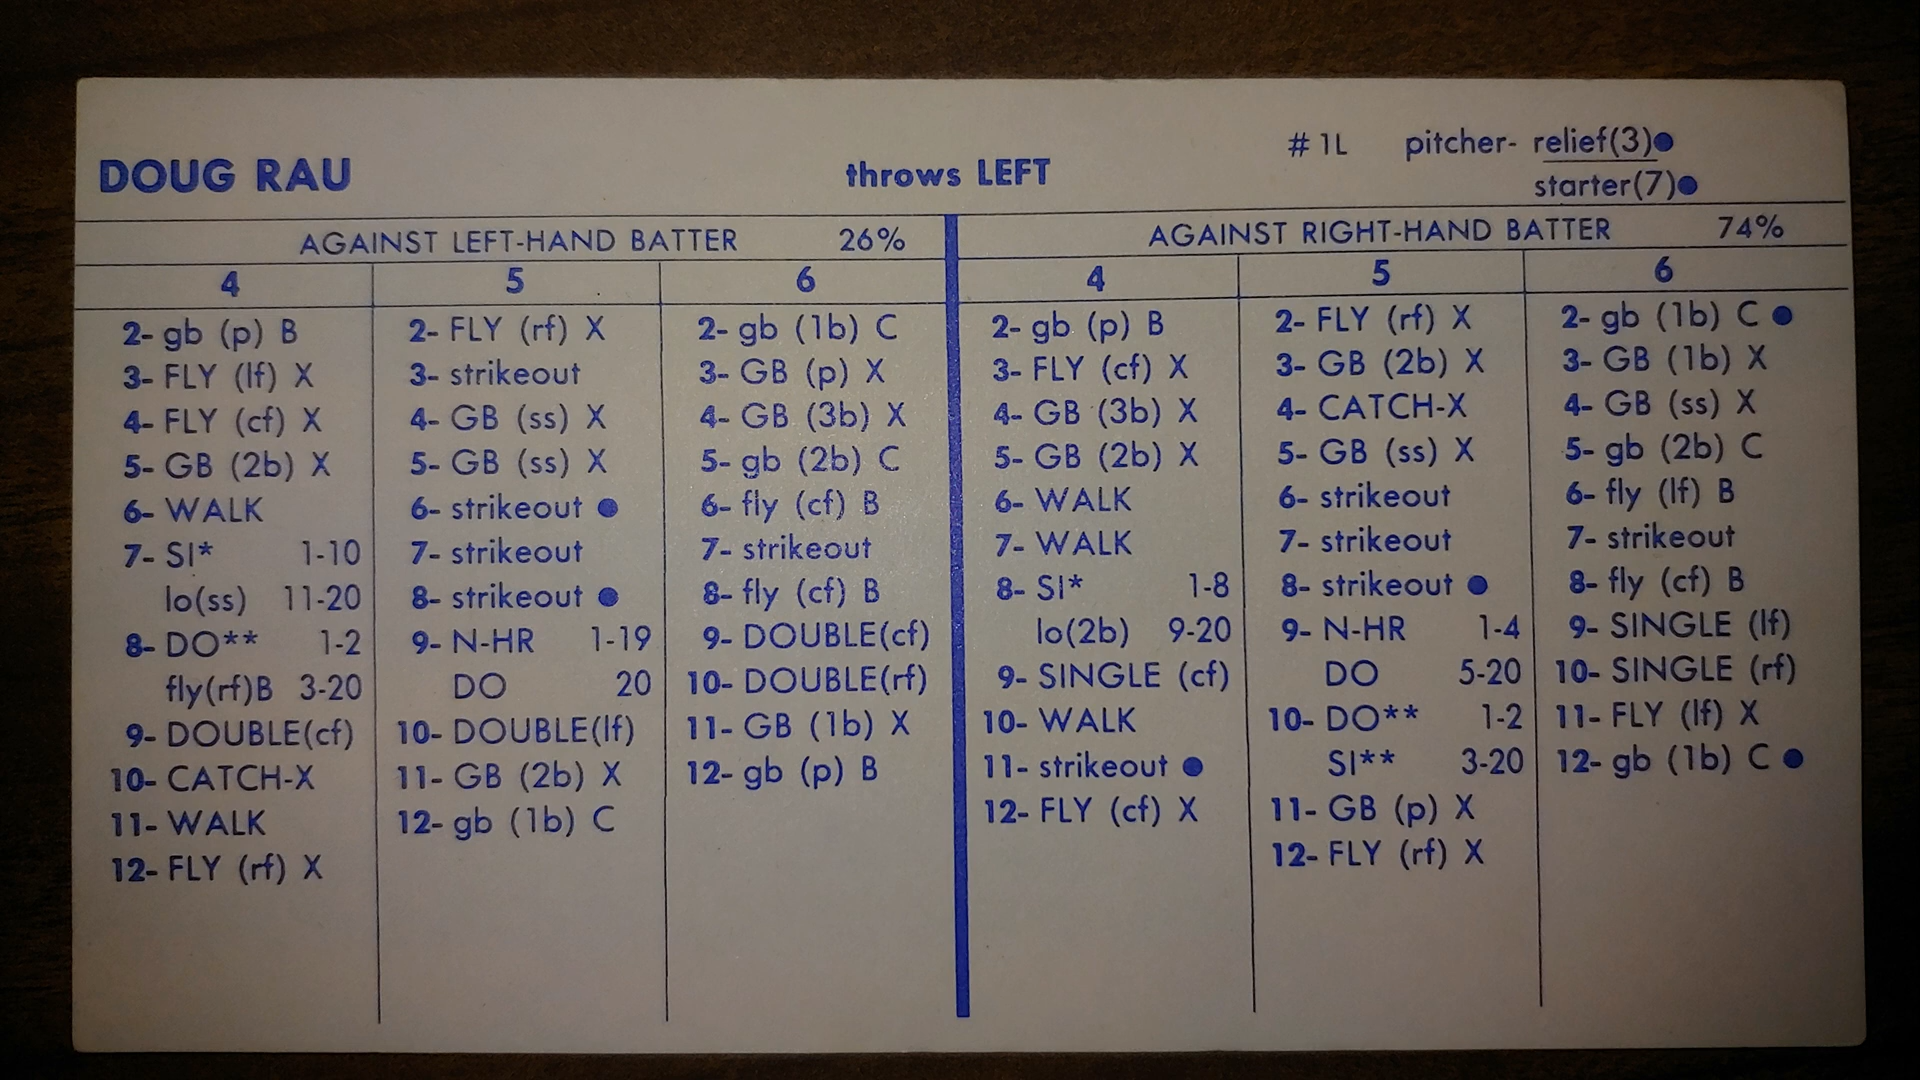 # 1L pitcher- relief(3)●
DOUG RAU throws LEFT starter(7)●
AGAINST LEFT-HAND BATTER 26%
4
2- gb (p) B
3- FLY (lf) X
4- FLY (cf) X
5- GB (2b) X
6- WALK
7- SI* 1-10
lo(ss) 11-20
8- DO** 1-2
fly(rf)B 3-20
9- DOUBLE(cf)
10- CATCH-X
11- WALK
12- FLY (rf) X
5
2- FLY (rf) X
3- strikeout
4- GB (ss) X
5- GB (ss) X
6- strikeout ●
7- strikeout
8- strikeout ●
9- N-HR 1-19
DO 20
10- DOUBLE(lf)
11- GB (2b) X
12- gb (1b) C
6
2- gb (1b) C
3- GB (p) X
4- GB (3b) X
5- gb (2b) C
6- fly (cf) B
7- strikeout
8- fly (cf) B
9- DOUBLE(cf)
10- DOUBLE(rf)
11- GB (1b) X
12- gb (p) B
AGAINST RIGHT-HAND BATTER 74%
4
2- gb (p) B
3- FLY (cf) X
4- GB (3b) X
5- GB (2b) X
6- WALK
7- WALK
8- SI* 1-8
lo(2b) 9-20
9- SINGLE (cf)
10- WALK
11- strikeout ●
12- FLY (cf) X
5
2- FLY (rf) X
3- GB (2b) X
4- CATCH-X
5- GB (ss) X
6- strikeout
7- strikeout
8- strikeout ●
9- N-HR 1-4
DO 5-20
10- DO** 1-2
SI** 3-20
11- GB (p) X
12- FLY (rf) X
6
2- gb (1b) C ●
3- GB (1b) X
4- GB (ss) X
5- gb (2b) C
6- fly (lf) B
7- strikeout
8- fly (cf) B
9- SINGLE (lf)
10- SINGLE (rf)
11- FLY (lf) X
12- gb (1b) C ●